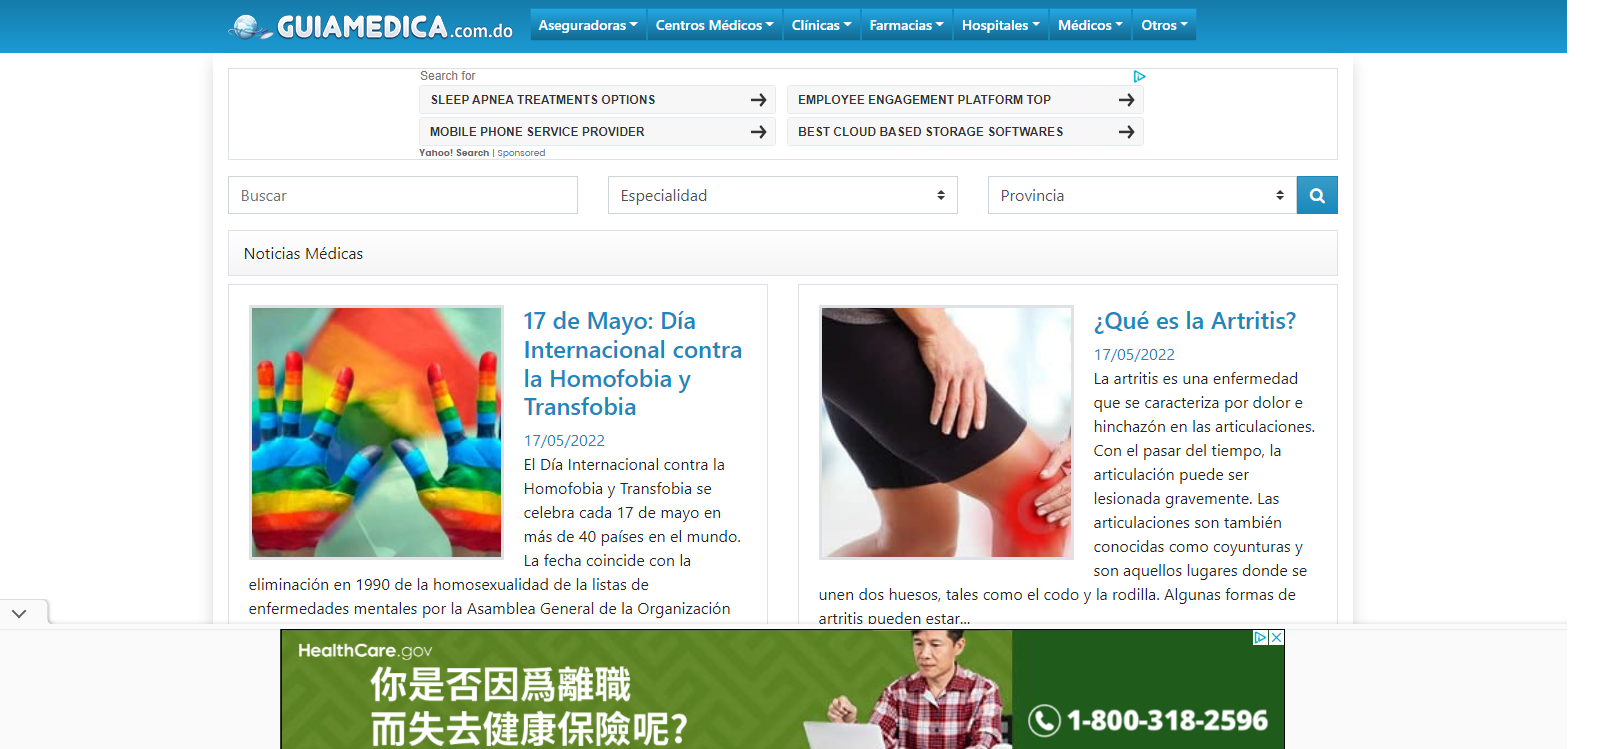 GUIAMEDICA.com.do
Aseguradoras Centros Médicos Clínicas Farmacias Hospitales Médicos Otros
Search for
SLEEP APNEA TREATMENTS OPTIONS
EMPLOYEE ENGAGEMENT PLATFORM TOP
MOBILE PHONE SERVICE PROVIDER
BEST CLOUD BASED STORAGE SOFTWARES
Yahoo! Search | Sponsored
Buscar
Especialidad
Provincia
Noticias Médicas
17 de Mayo: Día
Internacional contra
la Homofobia y
Transfobia
17/05/2022
El Día Internacional contra la
Homofobia y Transfobia se
celebra cada 17 de mayo en
más de 40 países en el mundo.
La fecha coincide con la
eliminación en 1990 de la homosexualidad de la listas de
enfermedades mentales por la Asamblea General de la Organización
¿Qué es la Artritis?
17/05/2022
La artritis es una enfermedad
que se caracteriza por dolor e
hinchazón en las articulaciones.
Con el pasar del tiempo, la
articulación puede ser
lesionada gravemente. Las
articulaciones son también
conocidas como coyunturas y
son aquellos lugares donde se
unen dos huesos, tales como el codo y la rodilla. Algunas formas de
artritis pueden estar...
HealthCare.gov
你是否因爲離職
而失去健康保險呢?
1-800-318-2596